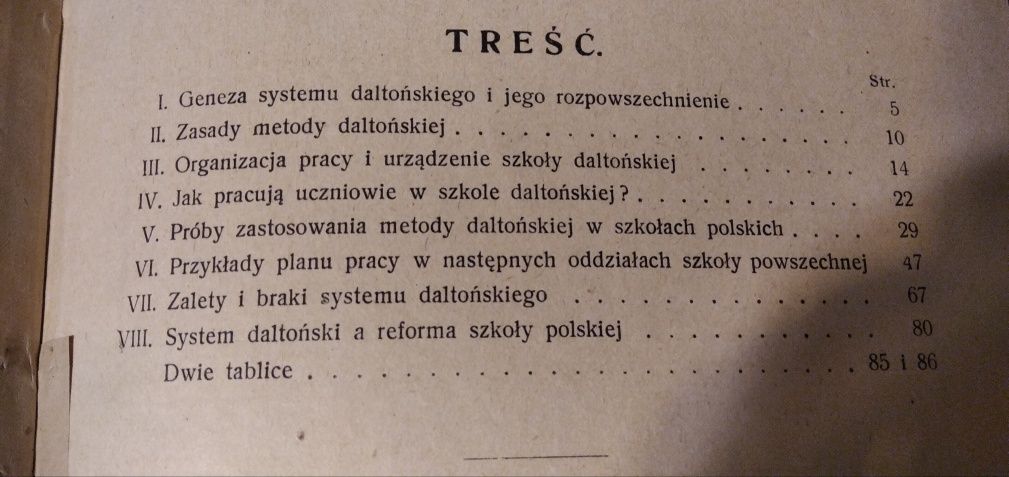 TREŚĆ.
Str.
I. Geneza systemu daltońskiego i jego rozpowszechnienie . . . . . . 5
II. Zasady metody daltońskiej . . . . . . . . . . . . . . . . . 10
III. Organizacja pracy i urządzenie szkoły daltońskiej . . . . . . . . 14
IV. Jak pracują uczniowie w szkole daltońskiej? . . . . . . . . . . . 22
V. Próby zastosowania metody daltońskiej w szkołach polskich . . . . 29
VI. Przykłady planu pracy w następnych oddziałach szkoły powszechnej 47
VII. Zalety i braki systemu daltońskiego . . . . . . . . . . . . . 67
VIII. System daltoński a reforma szkoły polskiej . . . . . . . . . . 80
Dwie tablice . . . . . . . . . . . . . . . . . . . . . . . . 85 i 86